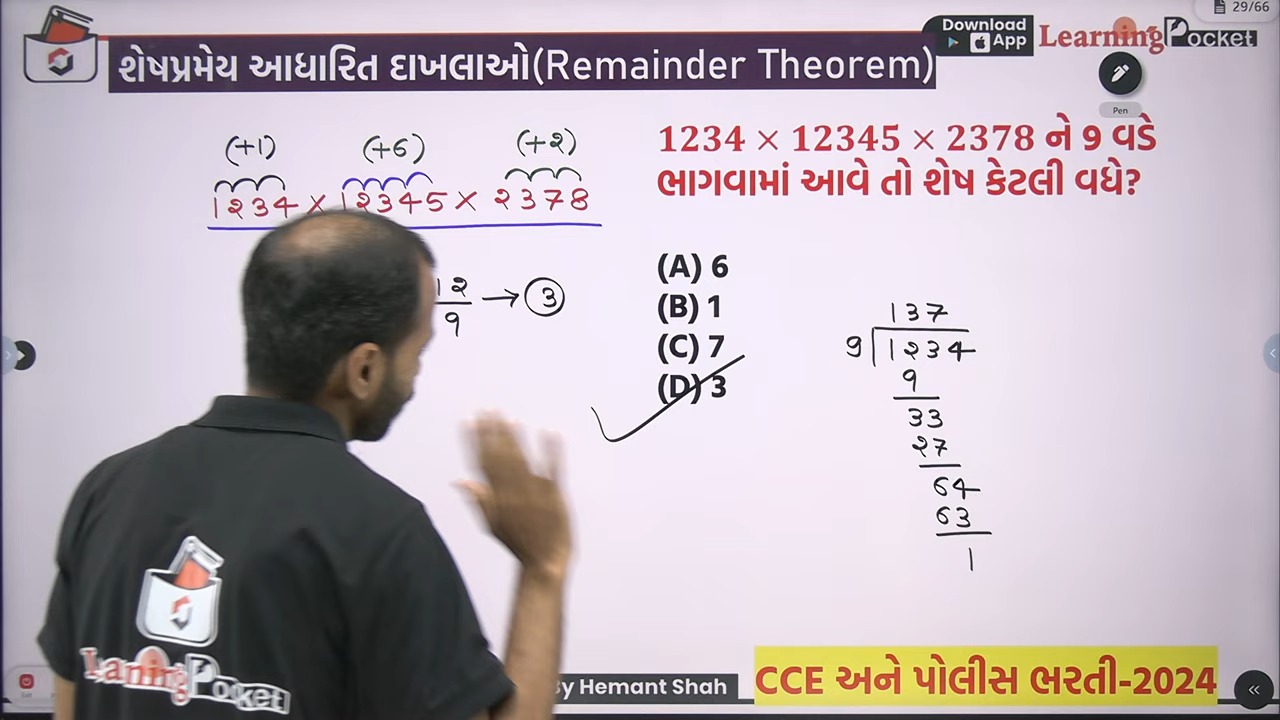 29/66
Download
App
Learning Pocket
શેષપ્રમેય આધારિત દાખલાઓ(Remainder Theorem)
Pen
(+1) (+6) (+2)
1234 × 12345 × 2378
1234 × 12345 × 2378 ને 9 વડે
ભાગવામાં આવે તો શેષ કેટલી વધે?
12
9
→ 3
(A) 6
(B) 1
(C) 7
(D) 3
137
9 1234
9
33
27
64
63
1
Laning Pocket
By Hemant Shah
CCE અને પોલીસ ભરતી-2024